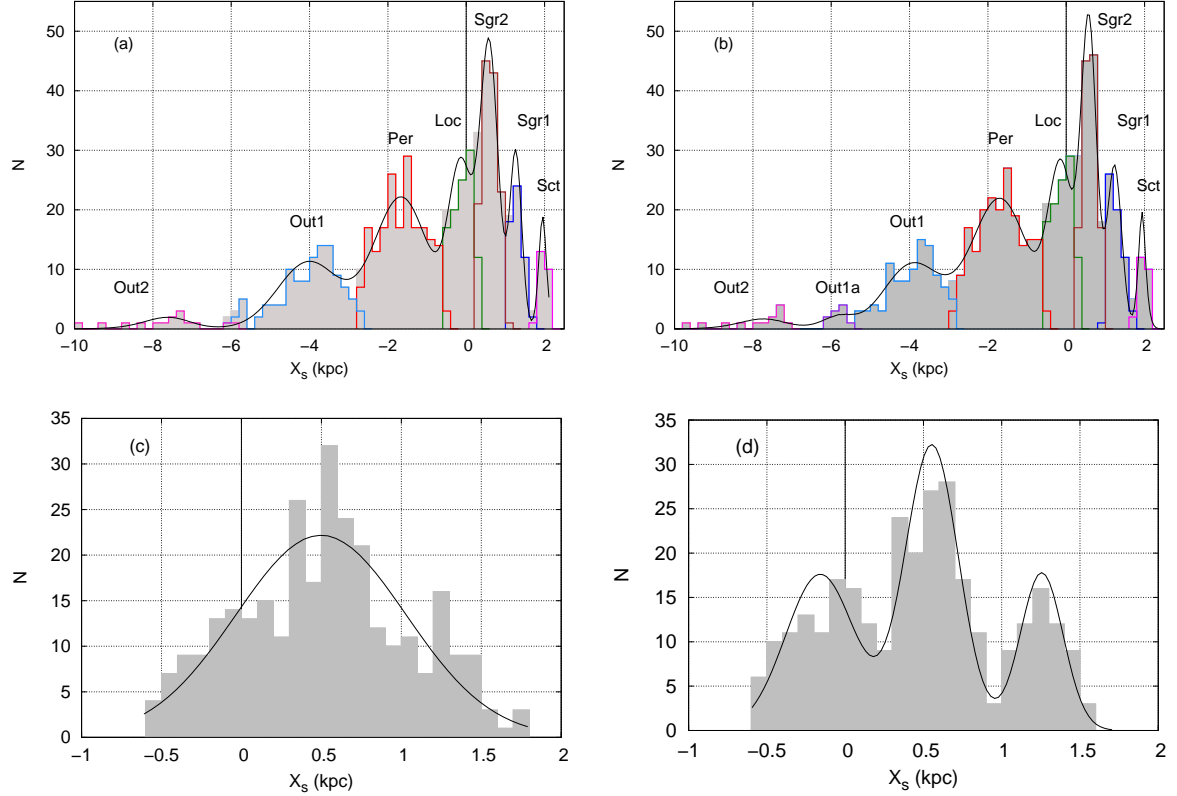 Sgr2
(a)
Loc
Sgr1
Per
Sct
Out1
Out2
N
50
40
30
20
10
0
−10 −8 −6 −4 −2 0 2
X_s (kpc)
Sgr2
(b)
Loc
Sgr1
Per
Sct
Out1
Out2
Out1a
N
50
40
30
20
10
0
−10 −8 −6 −4 −2 0 2
X_s (kpc)
(c)
N
35
30
25
20
15
10
5
0
−1 −0.5 0 0.5 1 1.5 2
X_s (kpc)
(d)
N
35
30
25
20
15
10
5
0
−1 −0.5 0 0.5 1 1.5 2
X_s (kpc)